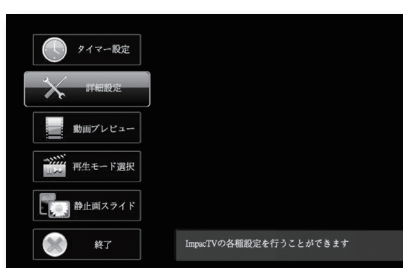 タイマー設定
詳細設定
動画プレビュー
再生モード選択
静止画スライド
終了
ImpacTVの各種設定を行うことができます